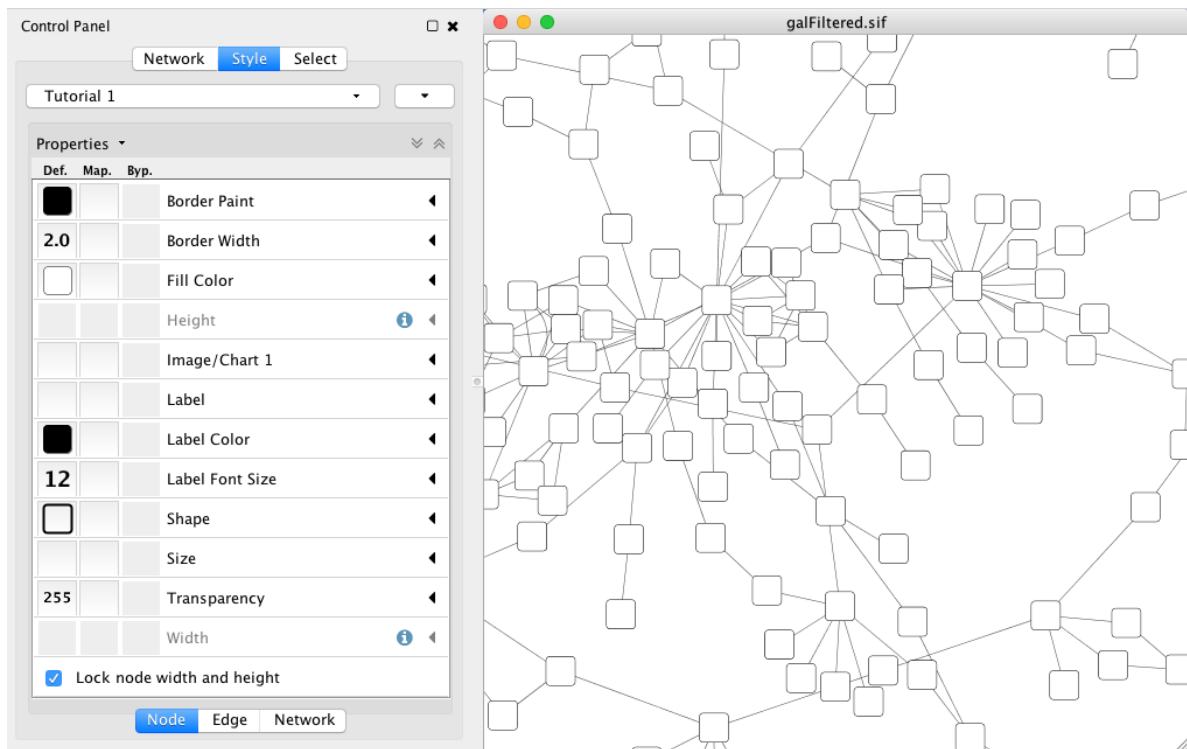 Control Panel
galFiltered.sif
Network Style Select
Tutorial 1
Properties
Def. Map. Byp.
Border Paint
2.0 Border Width
Fill Color
Height
Image/Chart 1
Label
Label Color
12 Label Font Size
Shape
Size
255 Transparency
Width
Lock node width and height
Node Edge Network